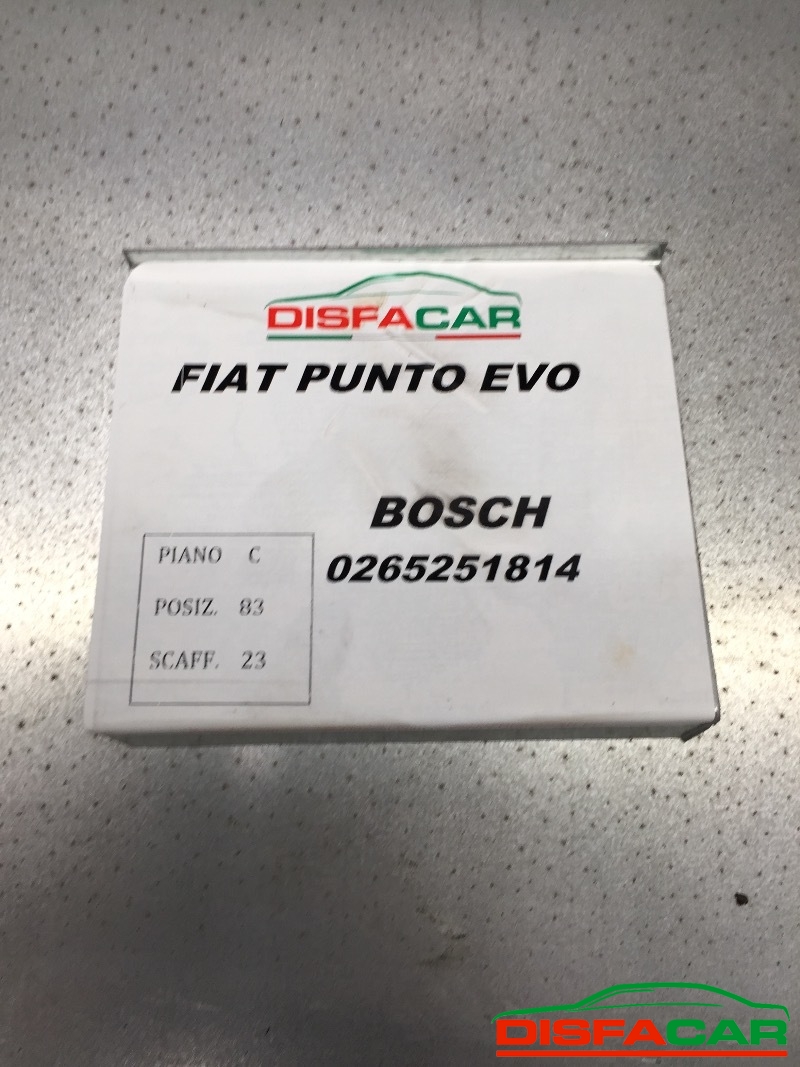 DISFACAR
FIAT PUNTO EVO
BOSCH
0265251814
PIANO C
POSIZ. 83
SCAFF. 23
DISFACAR